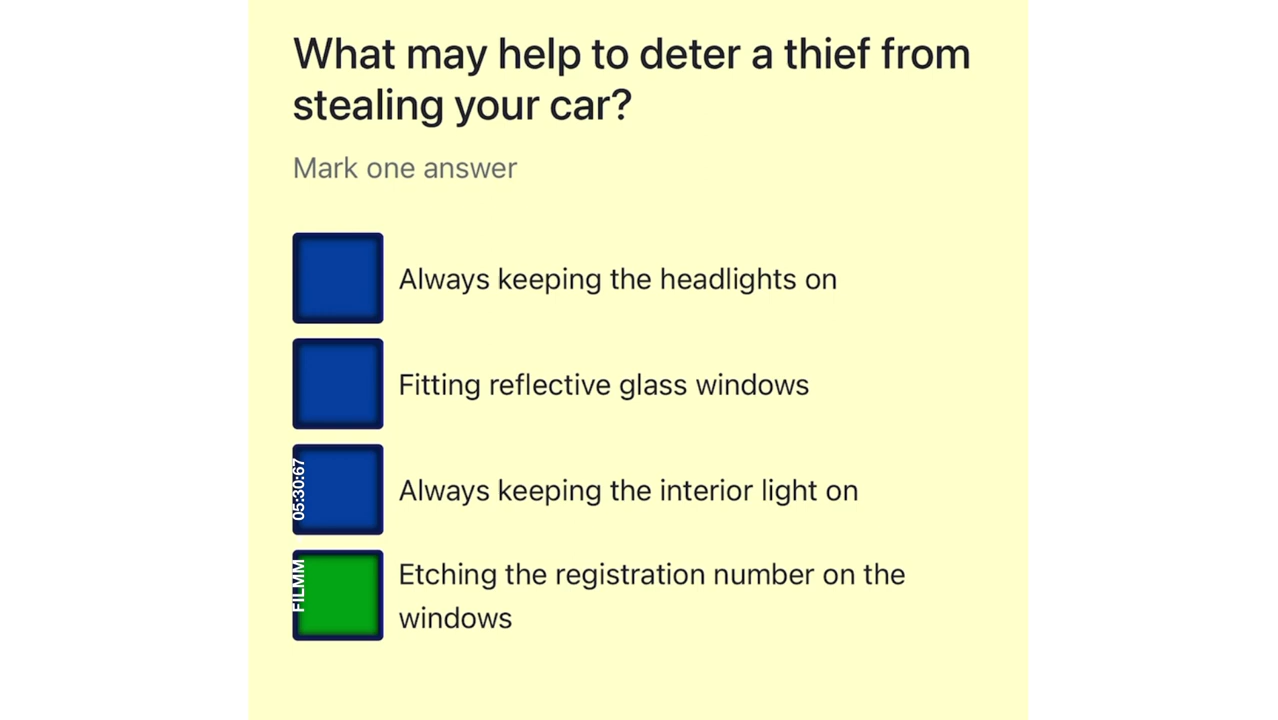 What may help to deter a thief from
stealing your car?
Mark one answer
Always keeping the headlights on
Fitting reflective glass windows
05:30:67
Always keeping the interior light on
FILMM
Etching the registration number on the
windows